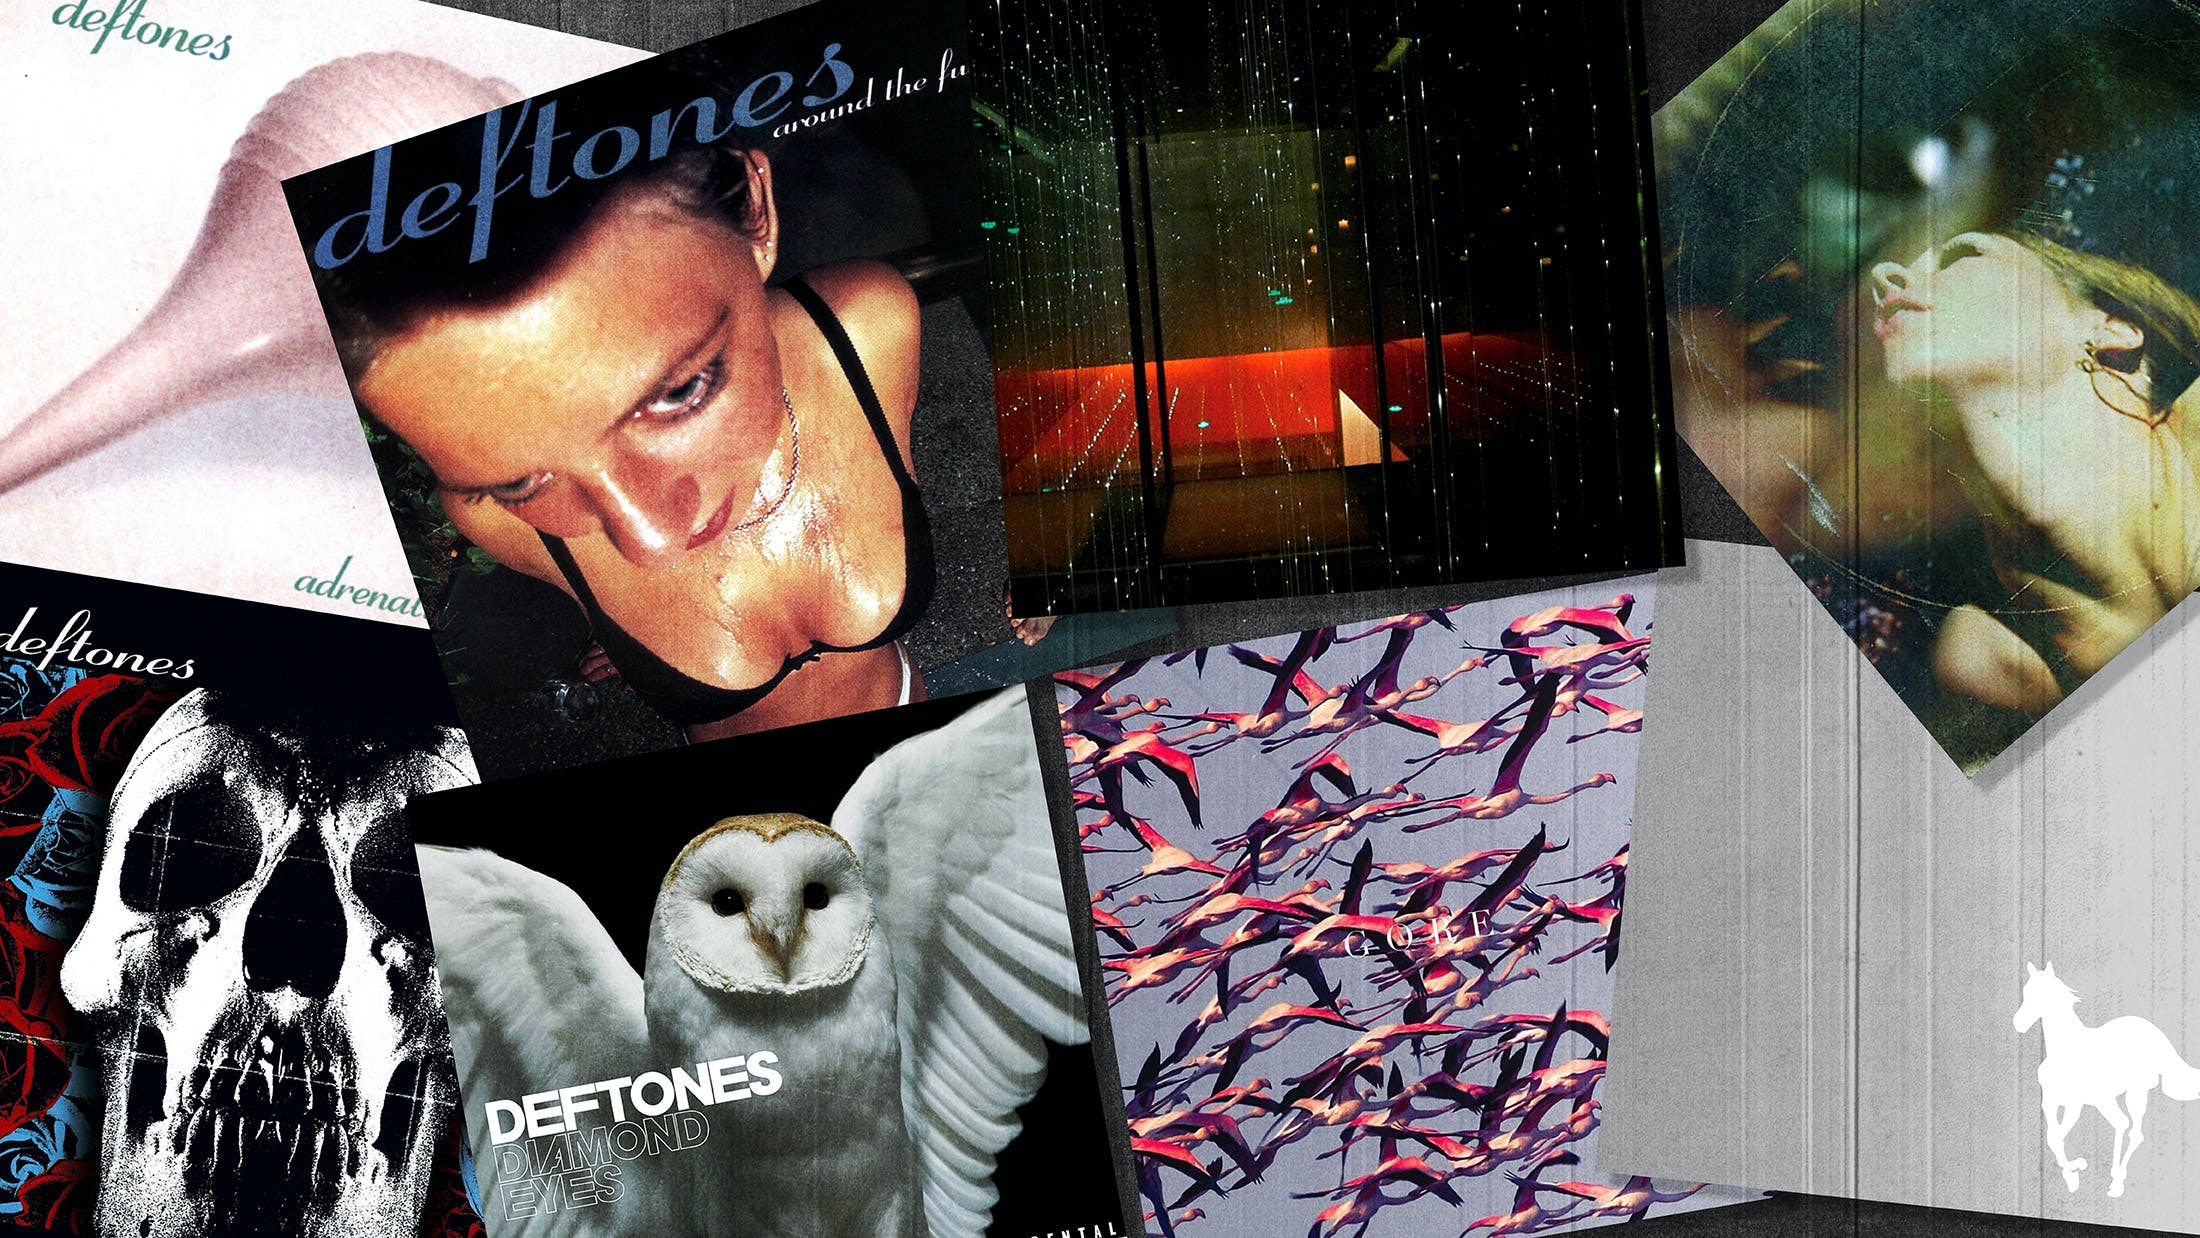 deftones
deftones
around the fu
adrenal
deftones
GORE
DEFTONES
DIAMOND
EYES